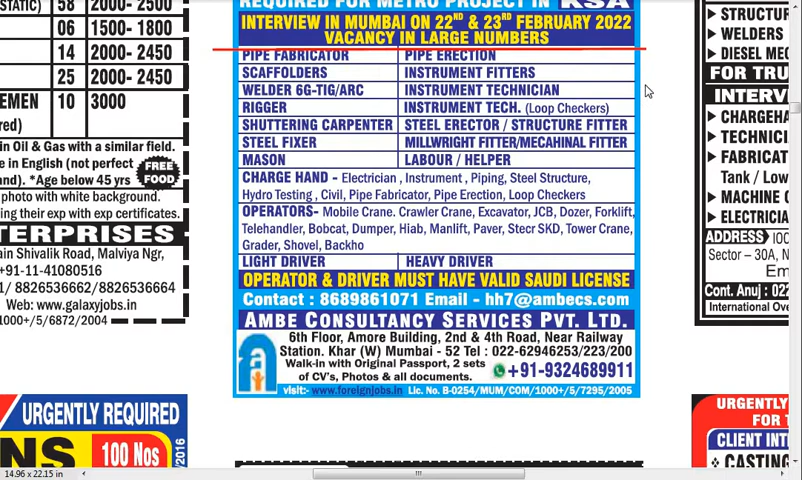 STATIC) 58 2000- 2500
06 1500- 1800
14 2000- 2450
25 2000- 2450
EMEN 10 3000
red)
in Oil & Gas with a similar field.
e in English (not perfect
and). *Age below 45 yrs
FREE
FOOD
photo with white background.
ing their exp with exp certificates.
TERPRISES
ain Shivalik Road, Malviya Ngr,
+91-11-41080516
1/ 8826536662/8826536664
Web: www.galaxyjobs.in
1000+/5/6872/2004
URGENTLY REQUIRED
NS 100 Nos
/2016
14.96 x 22.15 in
REQUIRED FOR METRO PROJECT IN KSA
INTERVIEW IN MUMBAI ON 22ND & 23RD FEBRUARY 2022
VACANCY IN LARGE NUMBERS
PIPE FABRICATOR PIPE ERECTION
SCAFFOLDERS INSTRUMENT FITTERS
WELDER 6G-TIG/ARC INSTRUMENT TECHNICIAN
RIGGER INSTRUMENT TECH. (Loop Checkers)
SHUTTERING CARPENTER STEEL ERECTOR / STRUCTURE FITTER
STEEL FIXER MILLWRIGHT FITTER/MECAHINAL FITTER
MASON LABOUR / HELPER
CHARGE HAND - Electrician , Instrument , Piping, Steel Structure,
Hydro Testing , Civil, Pipe Fabricator, Pipe Erection, Loop Checkers
OPERATORS- Mobile Crane. Crawler Crane, Excavator, JCB, Dozer, Forklift,
Telehandler, Bobcat, Dumper, Hiab, Manlift, Paver, Stecr SKD, Tower Crane,
Grader, Shovel, Backho
LIGHT DRIVER HEAVY DRIVER
OPERATOR & DRIVER MUST HAVE VALID SAUDI LICENSE
Contact : 8689861071 Email - hh7@ambecs.com
AMBE CONSULTANCY SERVICES PVT. LTD.
6th Floor, Amore Building, 2nd & 4th Road, Near Railway
Station. Khar (W) Mumbai - 52 Tel : 022-62946253/223/200
Walk-in with Original Passport, 2 sets
of CV's, Photos & all documents.
+91-9324689911
visit:- www.foreignjobs.in Lic. No. B-0254/MUM/COM/1000+/5/7295/2005
STRUCTUR
WELDERS
DIESEL MEC
FOR TRU
INTERV
CHARGEHA
TECHNICI
FABRICAT
Tank / Low
MACHINE
ELECTRICIA
ADDRESS
Sector – 30A, N
Em
Cont. Anuj : 022
International Ove
URGENTLY
FOR T
CLIENT INT
CASTING